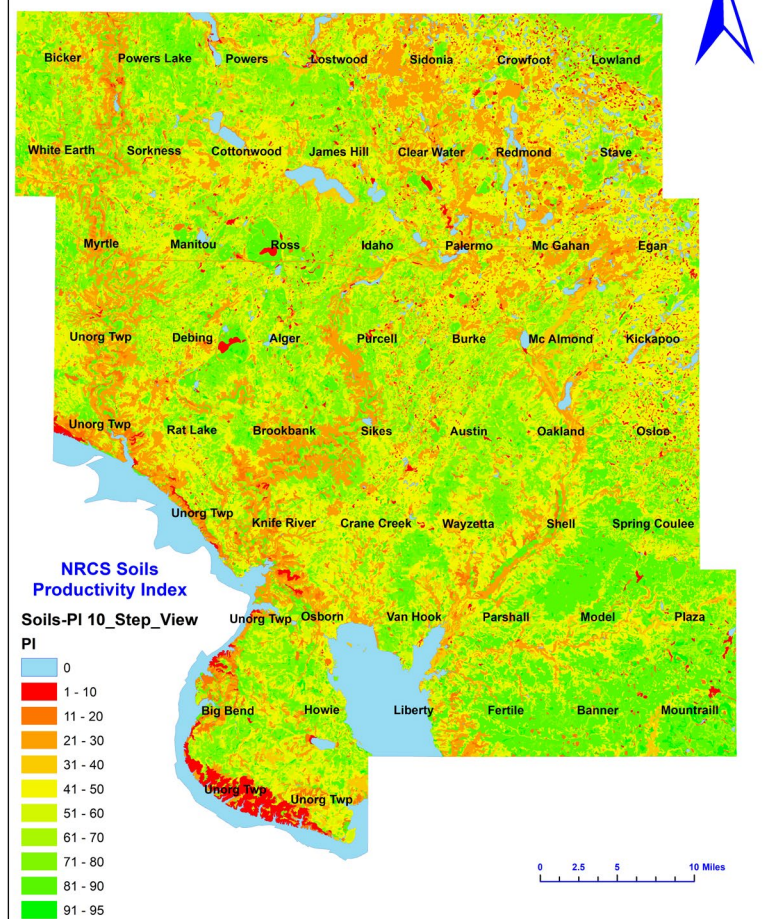 Bicker Powers Lake Powers Lostwood Sidonia Crowfoot Lowland
White Earth Sorkness Cottonwood James Hill Clear Water Redmond Stave
Myrtle Manitou Ross Idaho Palermo Mc Gahan Egan
Unorg Twp Debing Alger Purcell Burke Mc Almond Kickapoo
Unorg Twp Rat Lake Brookbank Sikes Austin Oakland Osloe
Unorg Twp Knife River Crane Creek Wayzetta Shell Spring Coulee
Unorg Twp Osborn Van Hook Parshall Model Plaza
Big Bend Howie Liberty Fertile Banner Mountraill
Unorg Twp Unorg Twp
NRCS Soils
Productivity Index
Soils-PI 10_Step_View
PI
0
1 - 10
11 - 20
21 - 30
31 - 40
41 - 50
51 - 60
61 - 70
71 - 80
81 - 90
91 - 95
0 2.5 5 10 Miles